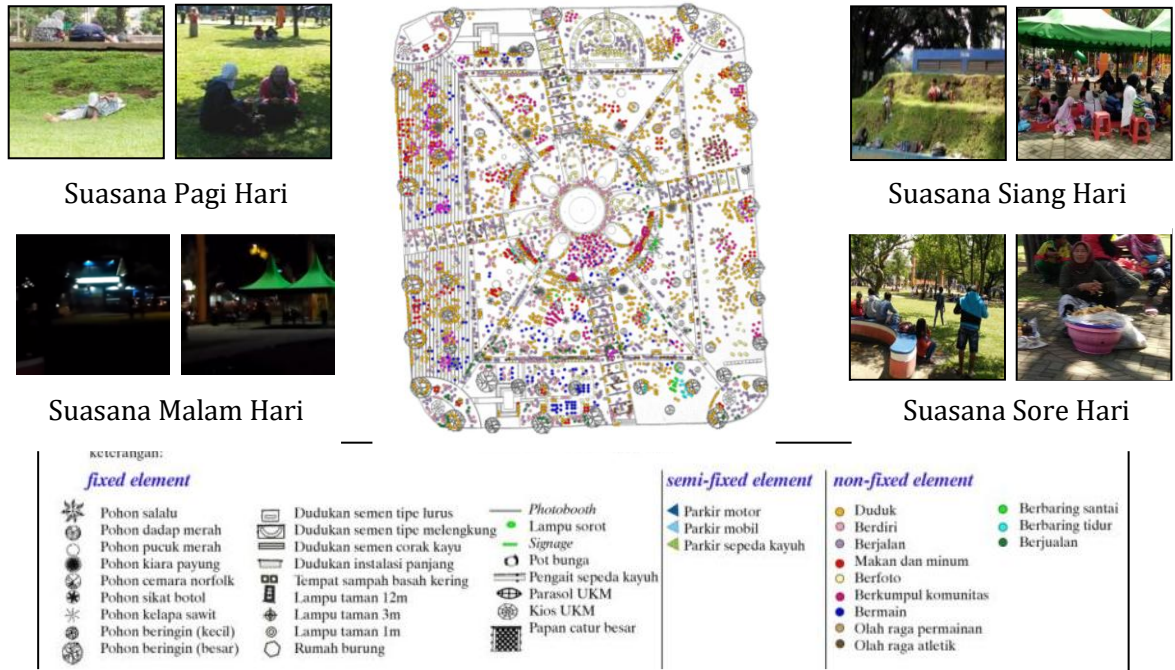 Suasana Pagi Hari
Suasana Siang Hari
Suasana Malam Hari
Suasana Sore Hari
keterangan:
fixed element
Pohon salalu
Pohon dadap merah
Pohon pucuk merah
Pohon kiara payung
Pohon cemara norfolk
Pohon sikat botol
Pohon kelapa sawit
Pohon beringin (kecil)
Pohon beringin (besar)
Dudukan semen tipe lurus
Dudukan semen tipe melengkung
Dudukan semen corak kayu
Dudukan instalasi panjang
Tempat sampah basah kering
Lampu taman 12m
Lampu taman 3m
Lampu taman 1m
Rumah burung
Photobooth
Lampu sorot
Signage
Pot bunga
Pengait sepeda kayuh
Parasol UKM
Kios UKM
Papan catur besar
semi-fixed element
Parkir motor
Parkir mobil
Parkir sepeda kayuh
non-fixed element
Duduk
Berdiri
Berjalan
Makan dan minum
Berfoto
Berkumpul komunitas
Bermain
Olah raga permainan
Olah raga atletik
Berbaring santai
Berbaring tidur
Berjualan